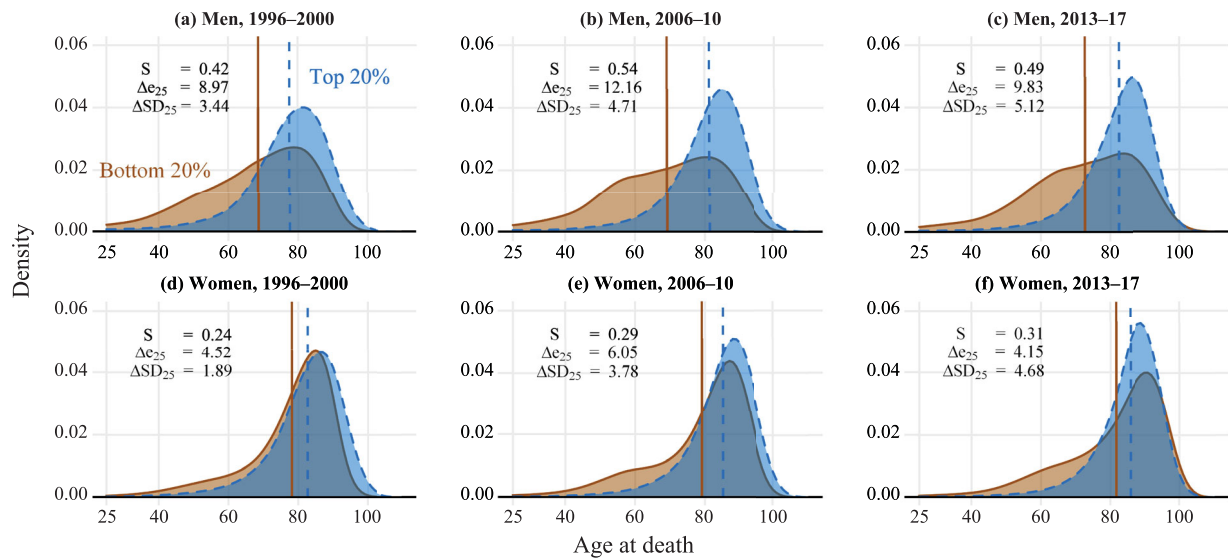 (a) Men, 1996–2000
0.06
0.04
0.02
0.00
S = 0.42
Δe25 = 8.97
ΔSD25 = 3.44
Top 20%
Bottom 20%
25 40 60 80 100
(b) Men, 2006–10
0.06
0.04
0.02
0.00
S = 0.54
Δe25 = 12.16
ΔSD25 = 4.71
25 40 60 80 100
(c) Men, 2013–17
0.06
0.04
0.02
0.00
S = 0.49
Δe25 = 9.83
ΔSD25 = 5.12
25 40 60 80 100
Density
(d) Women, 1996–2000
0.06
0.04
0.02
0.00
S = 0.24
Δe25 = 4.52
ΔSD25 = 1.89
25 40 60 80 100
(e) Women, 2006–10
0.06
0.04
0.02
0.00
S = 0.29
Δe25 = 6.05
ΔSD25 = 3.78
25 40 60 80 100
(f) Women, 2013–17
0.06
0.04
0.02
0.00
S = 0.31
Δe25 = 4.15
ΔSD25 = 4.68
25 40 60 80 100
Age at death